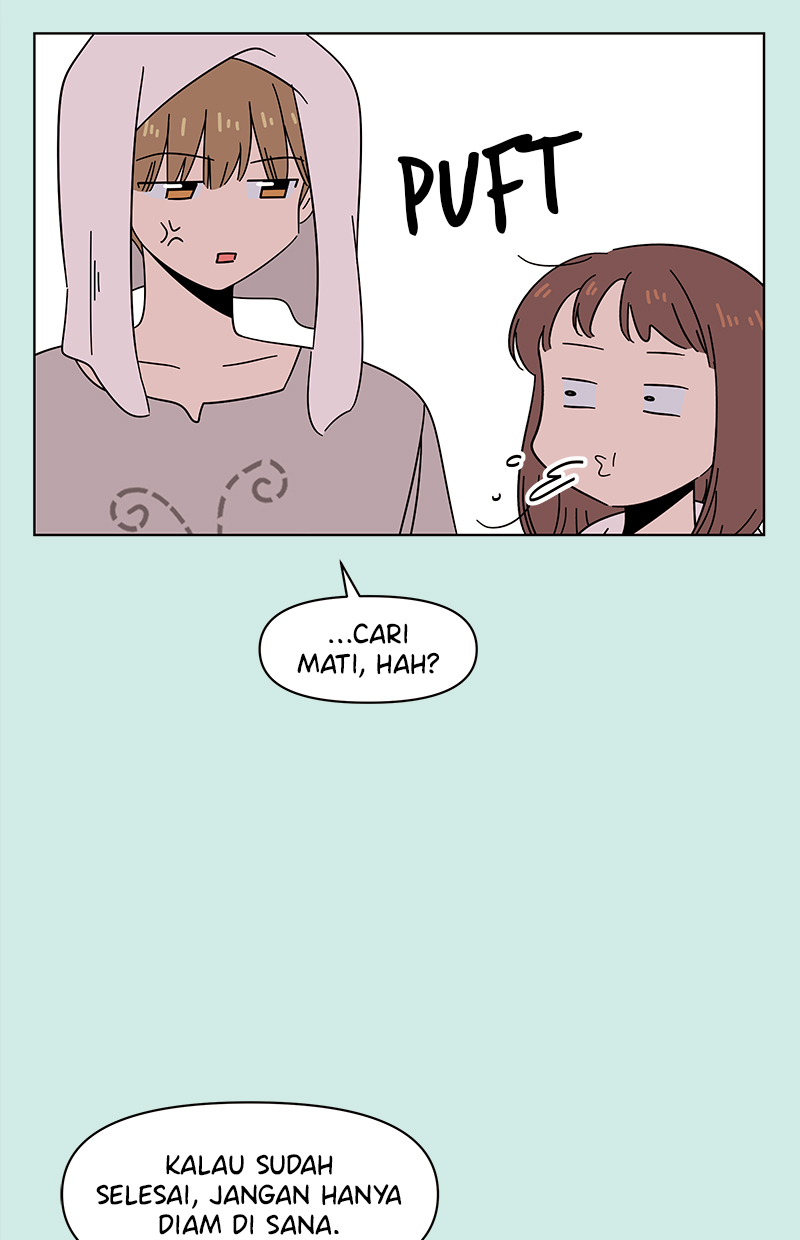 PUFT
...CARI
MATI, HAH?
KALAU SUDAH
SELESAI, JANGAN HANYA
DIAM DI SANA.